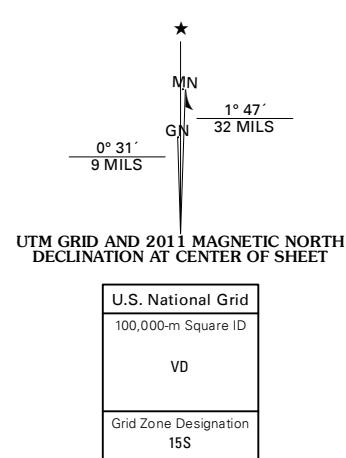 ★
MN
1° 47´
32 MILS
GN
0° 31´
9 MILS
UTM GRID AND 2011 MAGNETIC NORTH
DECLINATION AT CENTER OF SHEET
U.S. National Grid
100,000-m Square ID
VD
Grid Zone Designation
15S